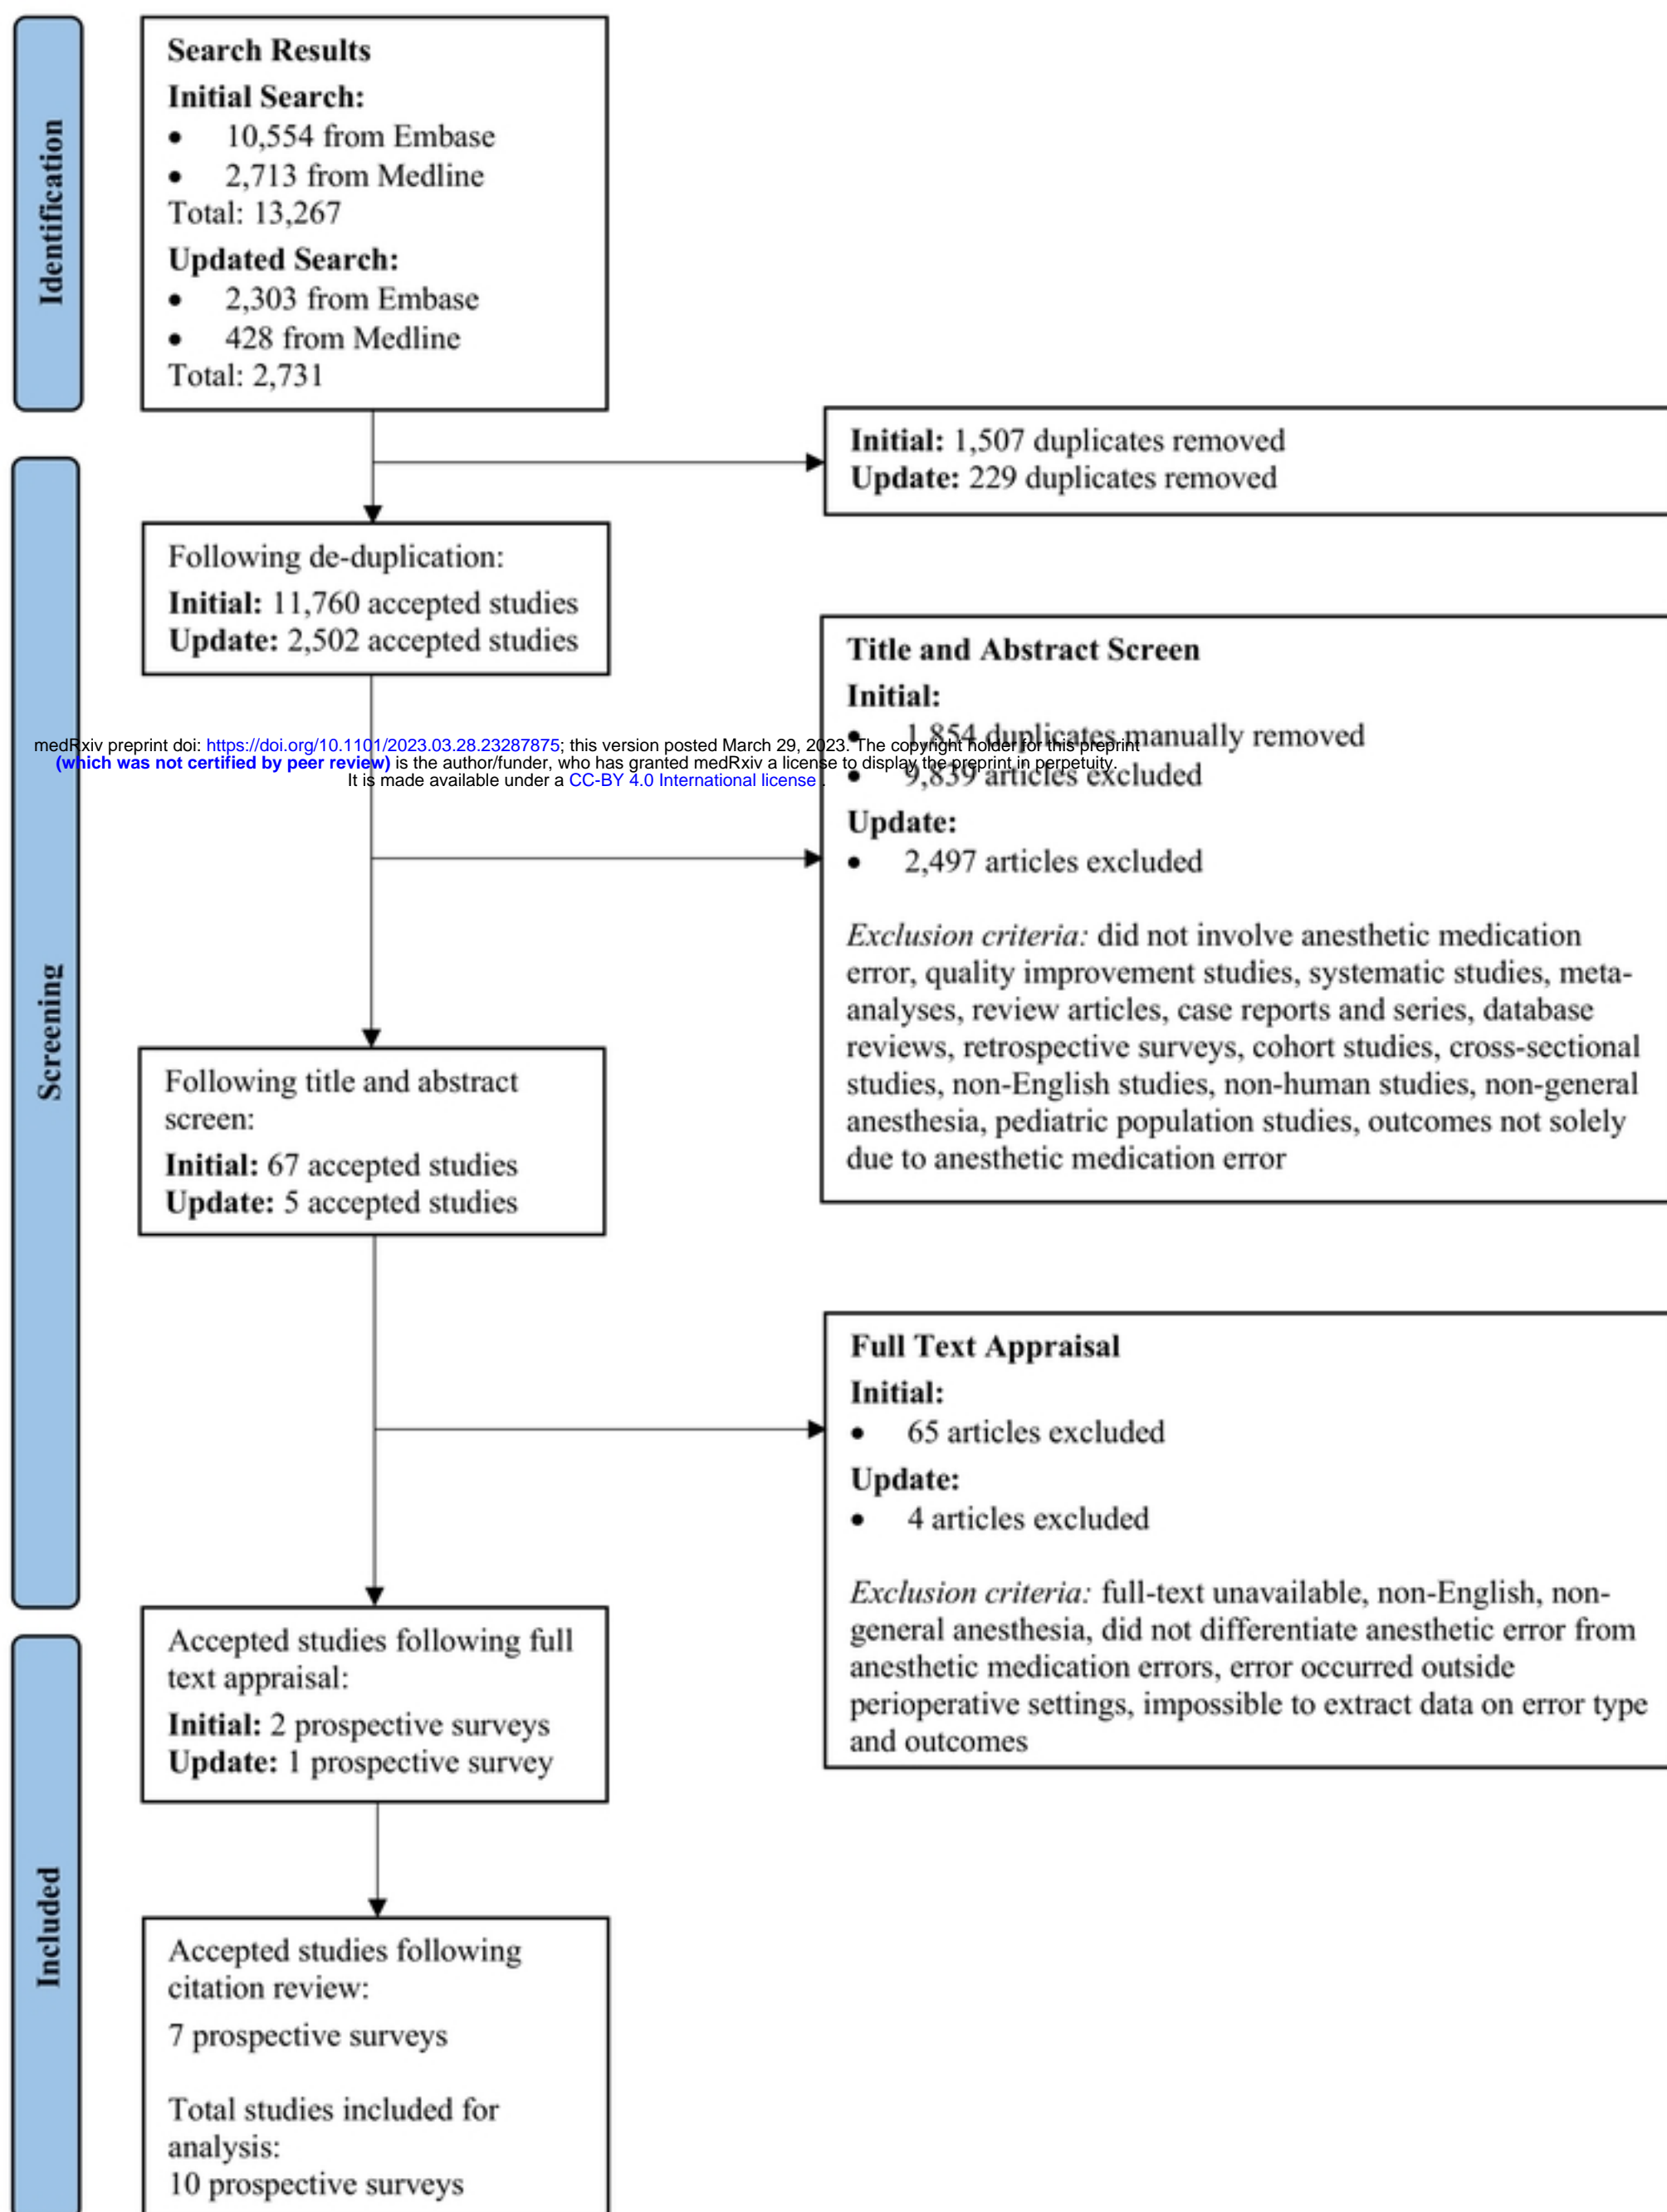 Identification
Search Results
Initial Search:
• 10,554 from Embase
• 2,713 from Medline
Total: 13,267
Updated Search:
• 2,303 from Embase
• 428 from Medline
Total: 2,731
Initial: 1,507 duplicates removed
Update: 229 duplicates removed
Screening
Following de-duplication:
Initial: 11,760 accepted studies
Update: 2,502 accepted studies
Title and Abstract Screen
Initial:
• 1,854 duplicates manually removed
• 9,839 articles excluded
Update:
• 2,497 articles excluded
Exclusion criteria: did not involve anesthetic medication
error, quality improvement studies, systematic studies, meta-
analyses, review articles, case reports and series, database
reviews, retrospective surveys, cohort studies, cross-sectional
studies, non-English studies, non-human studies, non-general
anesthesia, pediatric population studies, outcomes not solely
due to anesthetic medication error
medRxiv preprint doi: https://doi.org/10.1101/2023.03.28.23287875; this version posted March 29, 2023. The copyright holder for this preprint
(which was not certified by peer review) is the author/funder, who has granted medRxiv a license to display the preprint in perpetuity.
It is made available under a CC-BY 4.0 International license .
Following title and abstract
screen:
Initial: 67 accepted studies
Update: 5 accepted studies
Full Text Appraisal
Initial:
• 65 articles excluded
Update:
• 4 articles excluded
Exclusion criteria: full-text unavailable, non-English, non-
general anesthesia, did not differentiate anesthetic error from
anesthetic medication errors, error occurred outside
perioperative settings, impossible to extract data on error type
and outcomes
Included
Accepted studies following full
text appraisal:
Initial: 2 prospective surveys
Update: 1 prospective survey
Accepted studies following
citation review:
7 prospective surveys
Total studies included for
analysis:
10 prospective surveys